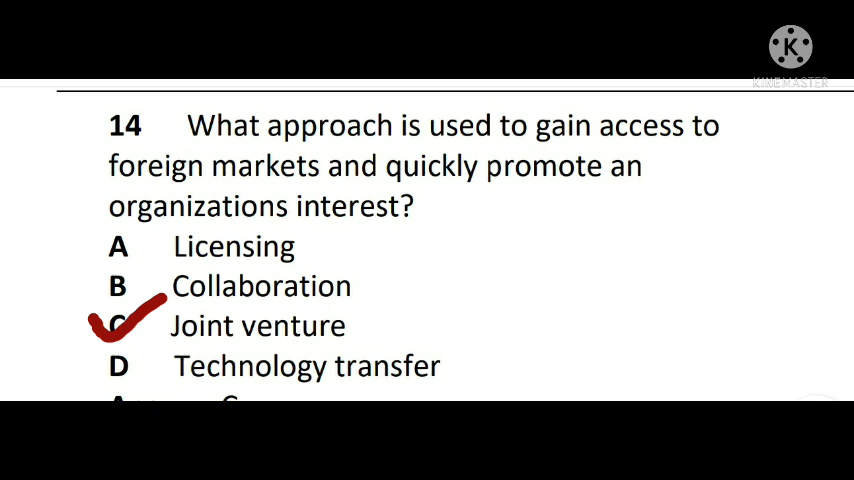 K
KINEMASTER
14 What approach is used to gain access to
foreign markets and quickly promote an
organizations interest?
A Licensing
B Collaboration
C Joint venture
D Technology transfer